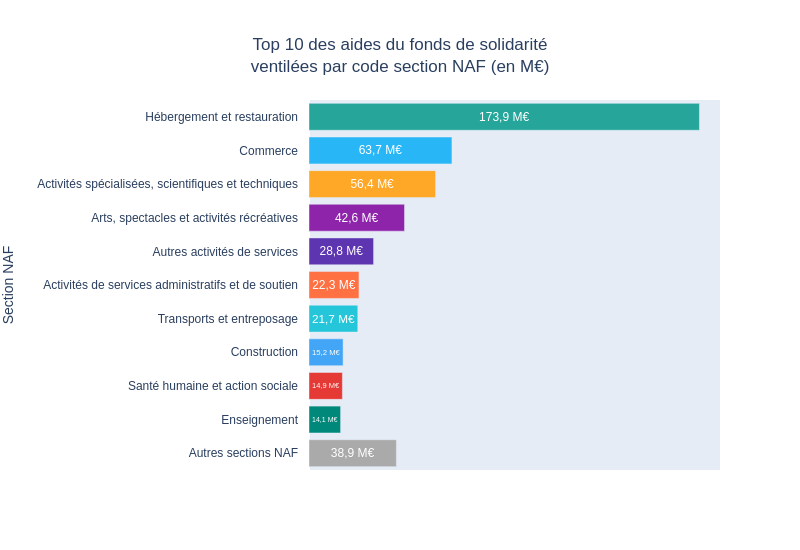 Top 10 des aides du fonds de solidarité
ventilées par code section NAF (en M€)
Section NAF
Hébergement et restauration 173,9 M€
Commerce 63,7 M€
Activités spécialisées, scientifiques et techniques 56,4 M€
Arts, spectacles et activités récréatives 42,6 M€
Autres activités de services 28,8 M€
Activités de services administratifs et de soutien 22,3 M€
Transports et entreposage 21,7 M€
Construction 15,2 M€
Santé humaine et action sociale 14,9 M€
Enseignement 14,1 M€
Autres sections NAF 38,9 M€